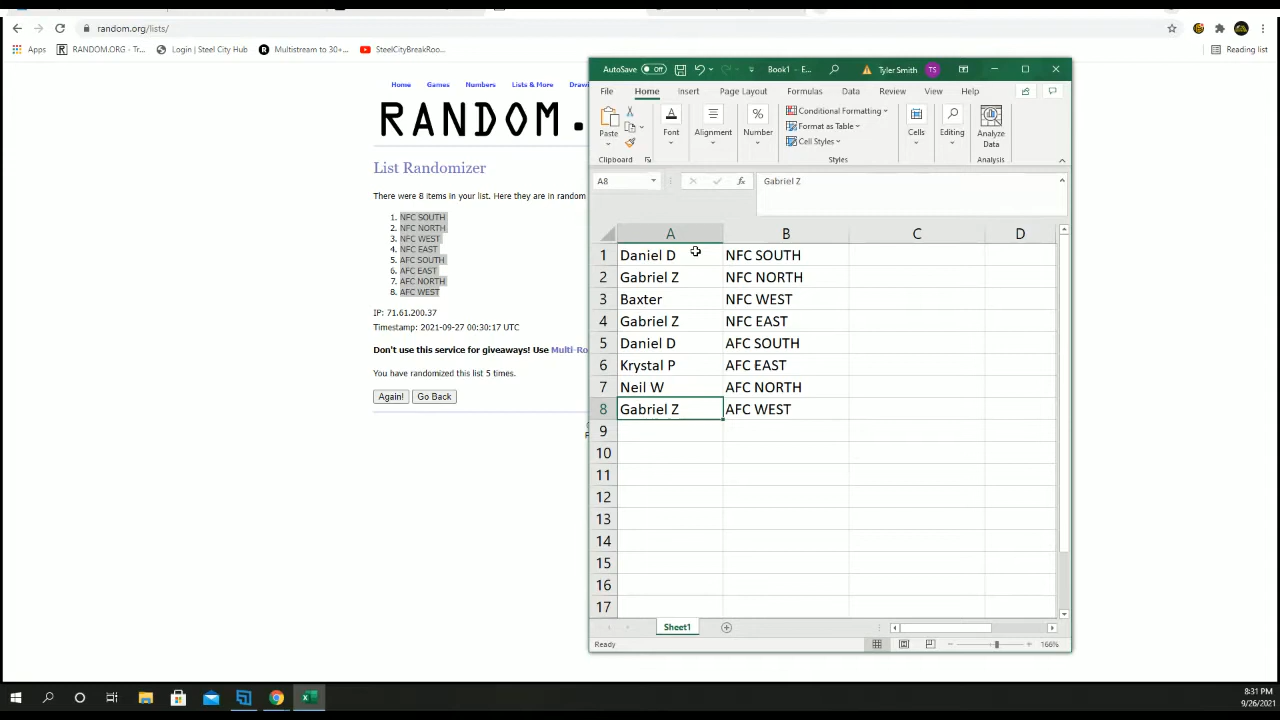 random.org/lists/
Reading list
Apps
RANDOM.ORG - Tr...
Login | Steel City Hub
Multistream to 30+...
SteelCityBreakRoo...
Home Games Numbers Lists & More
RANDOM.
List Randomizer
There were 8 items in your list. Here they are in random
1. NFC SOUTH
2. NFC NORTH
3. NFC WEST
4. NFC EAST
5. AFC SOUTH
6. AFC EAST
7. AFC NORTH
8. AFC WEST
IP: 71.61.200.37
Timestamp: 2021-09-27 00:30:17 UTC
Don't use this service for giveaways! Use
You have randomized this list 5 times.
Again! Go Back
AutoSave Off Book1 - E... Tyler Smith TS
File Home Insert Page Layout Formulas Data Review View Help
Paste
Clipboard
Font
Alignment
Number
Conditional Formatting
Format as Table
Cell Styles
Styles
Cells
Editing
Analyze
Data
Analysis
A8 fx Gabriel Z
A B C D
1 Daniel D NFC SOUTH
2 Gabriel Z NFC NORTH
3 Baxter NFC WEST
4 Gabriel Z NFC EAST
5 Daniel D AFC SOUTH
6 Krystal P AFC EAST
7 Neil W AFC NORTH
8 Gabriel Z AFC WEST
9
10
11
12
13
14
15
16
17
Sheet1
Ready 166%
8:31 PM
9/26/2021